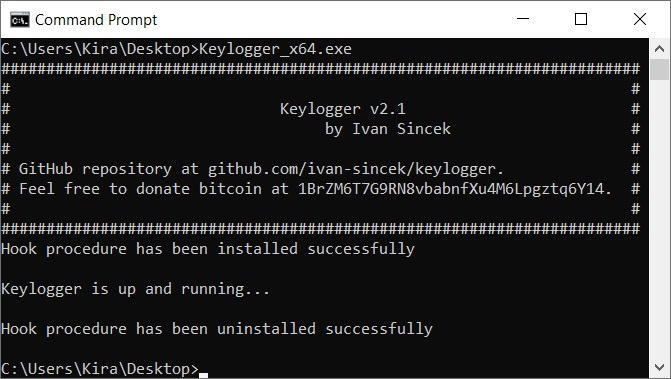 Command Prompt
C:\Users\Kira\Desktop>Keylogger_x64.exe
#######################################################################
#                                                                     #
#                              Keylogger v2.1                         #
#                                   by Ivan Sincek                    #
#                                                                     #
# GitHub repository at github.com/ivan-sincek/keylogger.              #
# Feel free to donate bitcoin at 1BrZM6T7G9RN8vbabnfXu4M6Lpgztq6Y14.  #
#                                                                     #
#######################################################################
Hook procedure has been installed successfully
Keylogger is up and running...
Hook procedure has been uninstalled successfully
C:\Users\Kira\Desktop>